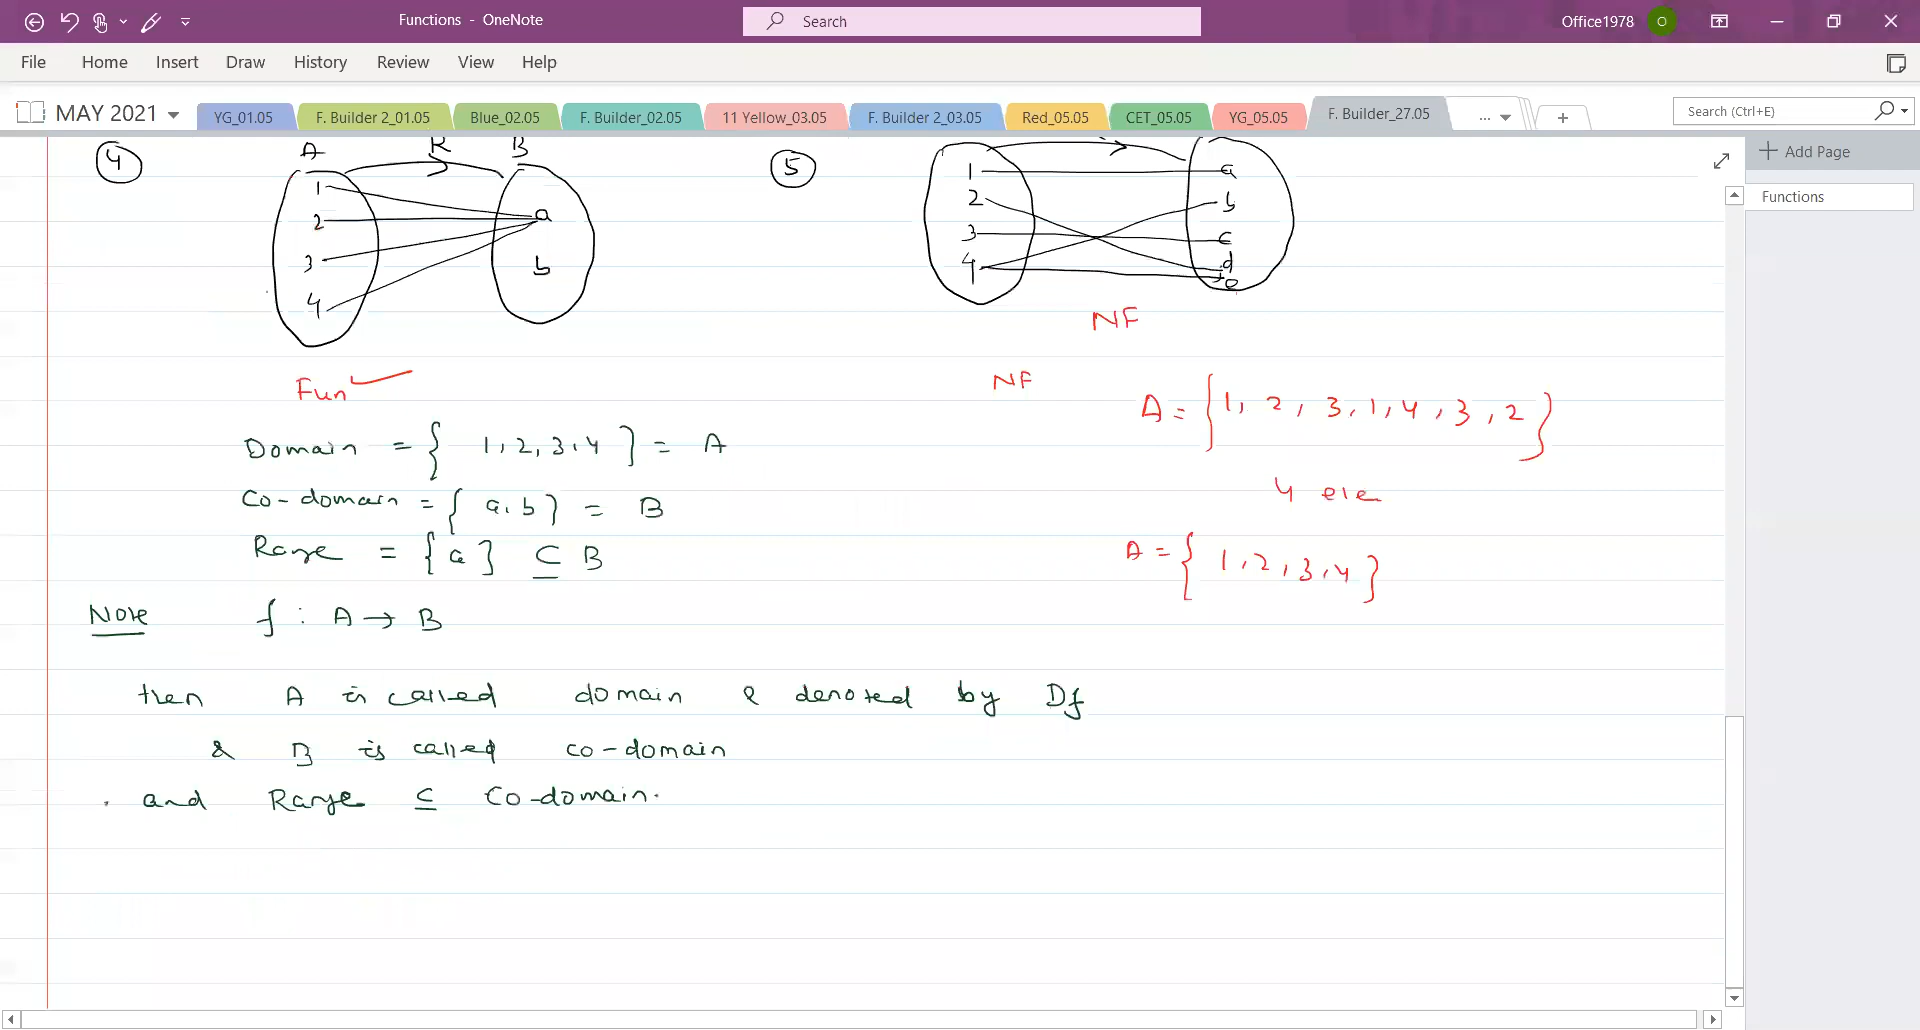 Functions - OneNote
Search
Office1978
O
File Home Insert Draw History Review View Help
MAY 2021
YG_01.05 F. Builder 2_01.05 Blue_02.05 F. Builder_02.05 11 Yellow_03.05 F. Builder 2_03.05 Red_05.05 CET_05.05 YG_05.05 F. Builder_27.05 ... +
Search (Ctrl+E)
Add Page
Functions
4 A R B
1
2
3
4
a
b
5
1
2
3
4
a
b
c
d
e
NF
Fun ✓
NF
A = { 1, 2, 3, 1, 4, 3, 2 }
Domain = { 1, 2, 3, 4 } = A
4 ele
Co-domain = { a, b } = B
Range = { a } ⊆ B
A = { 1, 2, 3, 4 }
Note f : A → B
then A is called domain & denoted by Df
& B is called co-domain
and Range ⊆ Co-domain.